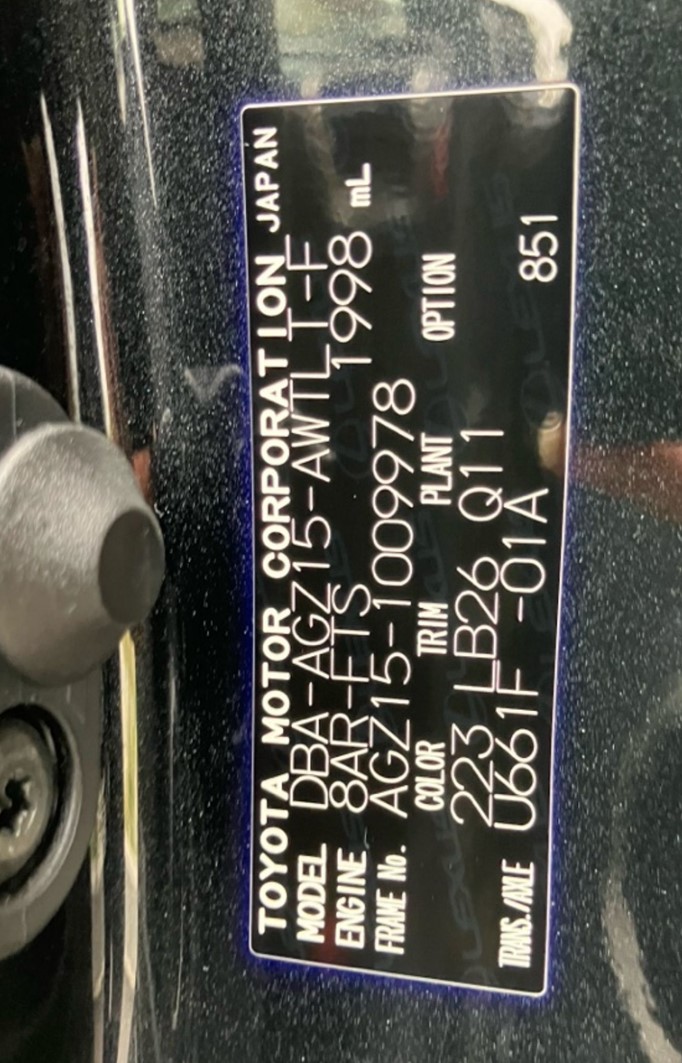 TOYOTA MOTOR CORPORATION JAPAN
MODEL DBA-AGZ15-AWTLT-F
ENGINE 8AR-FTS 1998 mL
FRAME No. AGZ15-1009978
COLOR TRIM PLANT OPTION
223 LB26 Q11
TRANS./AXLE U661F -01A 851